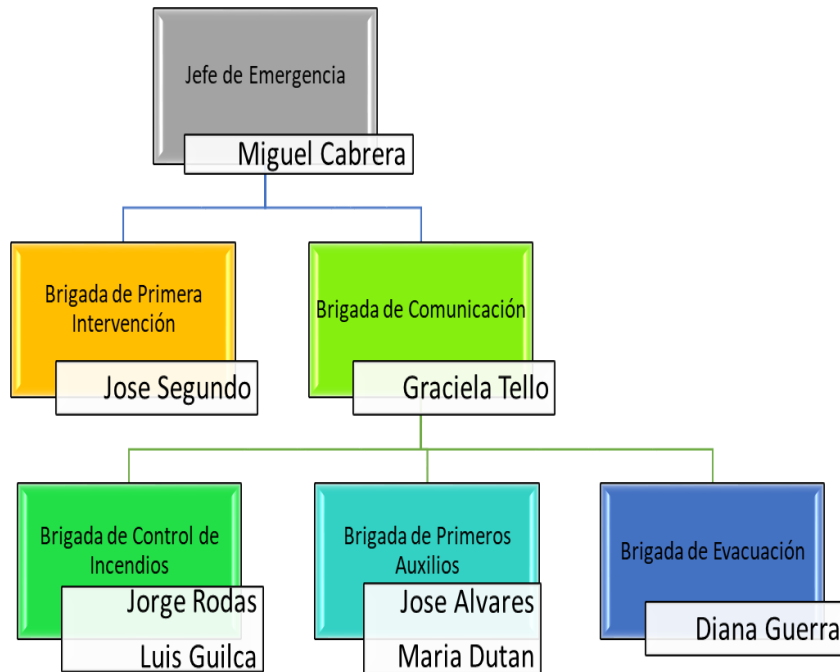 Jefe de Emergencia
Miguel Cabrera
Brigada de Primera
Intervención
Jose Segundo
Brigada de Comunicación
Graciela Tello
Brigada de Control de
Incendios
Jorge Rodas
Luis Guilca
Brigada de Primeros
Auxilios
Jose Alvares
Maria Dutan
Brigada de Evacuación
Diana Guerra